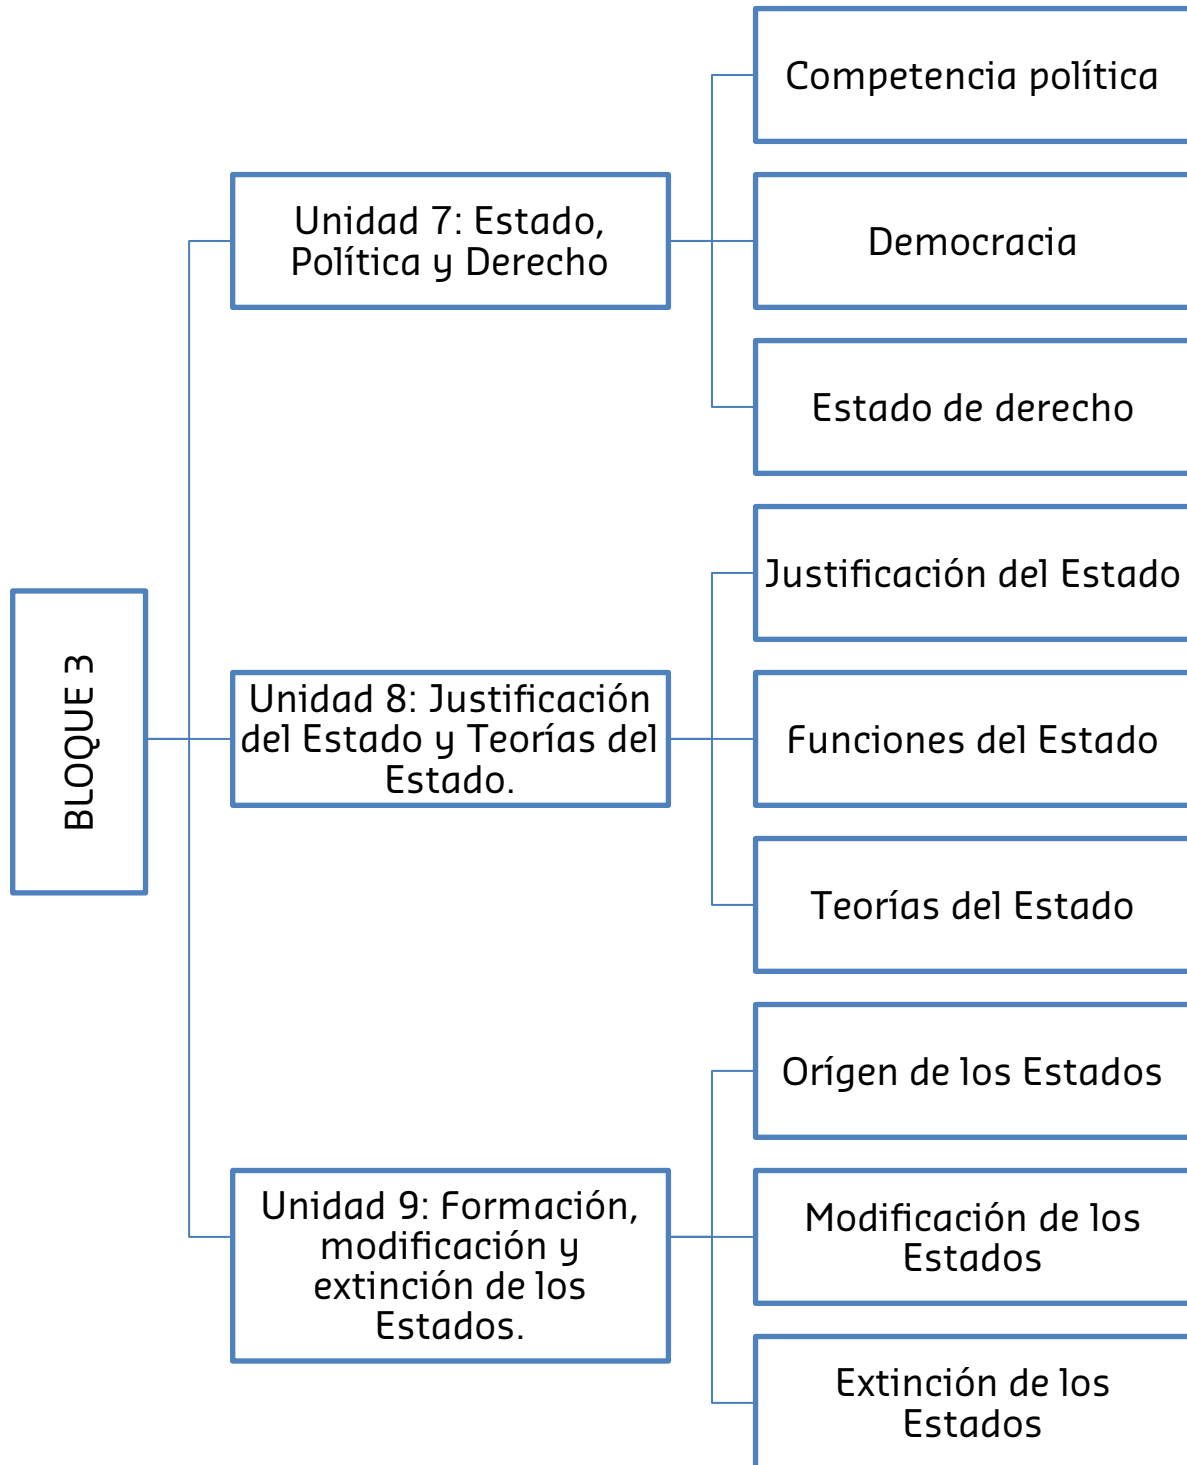 BLOQUE 3
Unidad 7: Estado,
Política y Derecho
Competencia política
Democracia
Estado de derecho
Unidad 8: Justificación
del Estado y Teorías del
Estado.
Justificación del Estado
Funciones del Estado
Teorías del Estado
Unidad 9: Formación,
modificación y
extinción de los
Estados.
Orígen de los Estados
Modificación de los
Estados
Extinción de los
Estados